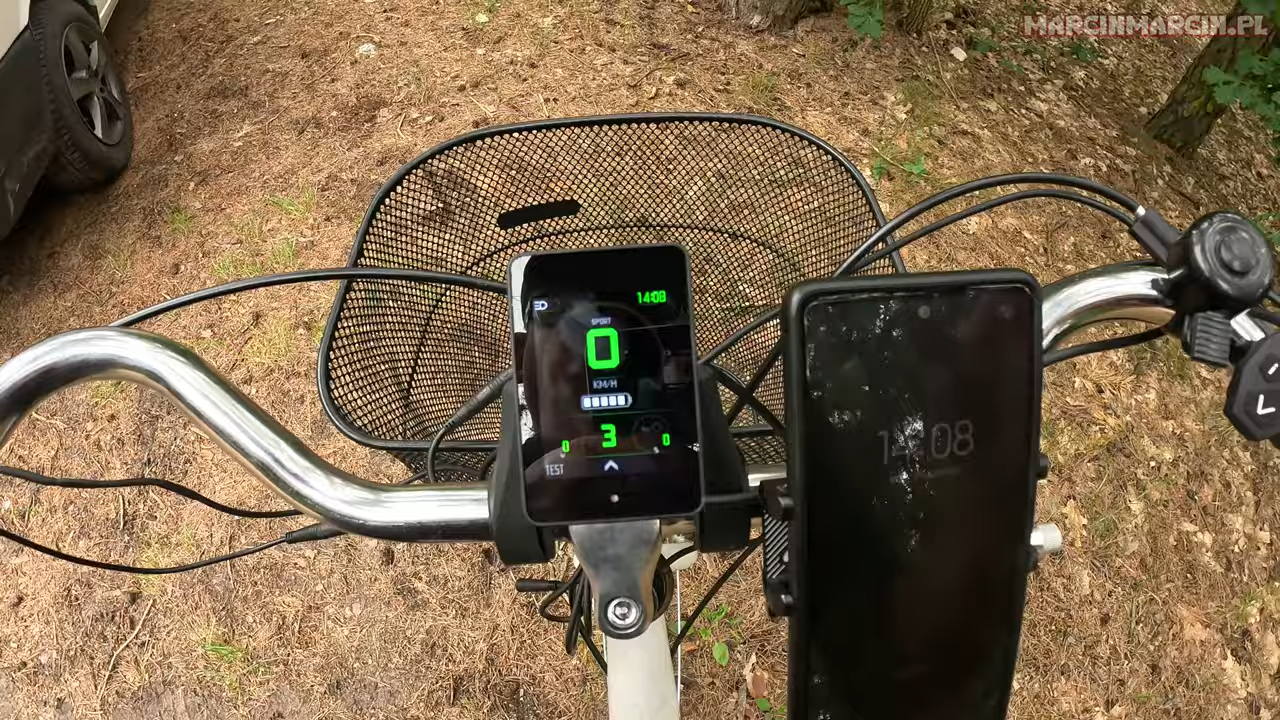 MARCINMARCIN.PL
14:08
SPORT
0
KM/H
0 3 0
TEST
14:08